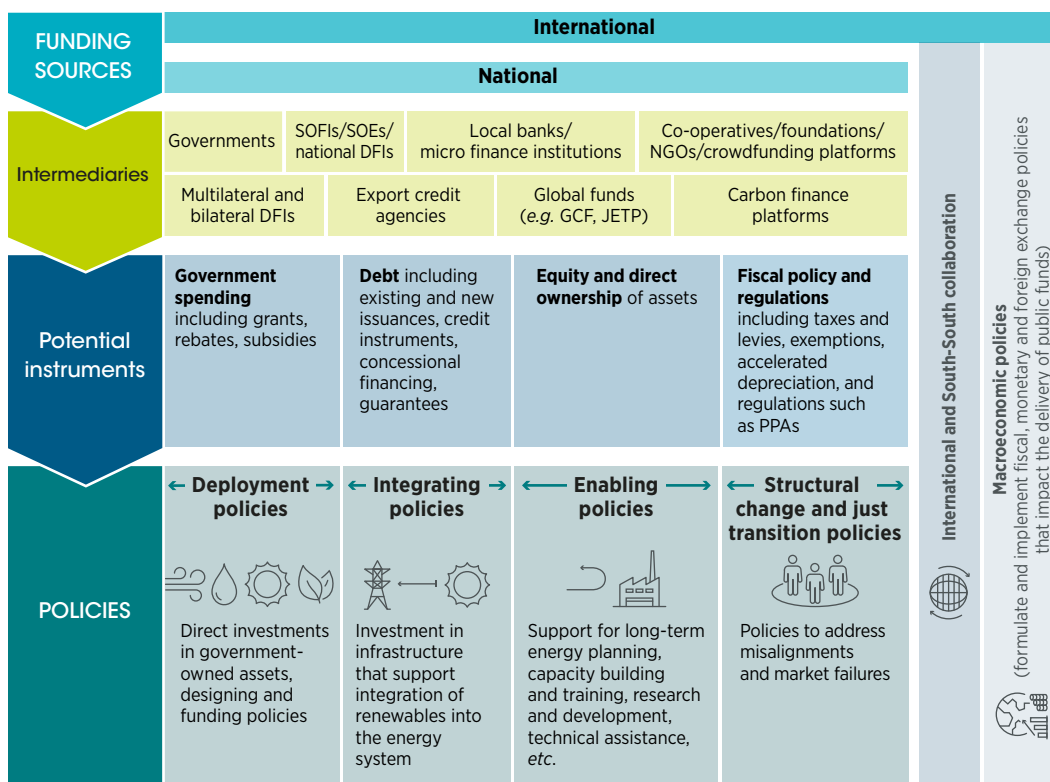 FUNDING
SOURCES
International
National
Intermediaries
Governments
SOFIs/SOEs/
national DFIs
Local banks/
micro finance institutions
Co-operatives/foundations/
NGOs/crowdfunding platforms
Multilateral and
bilateral DFIs
Export credit
agencies
Global funds
(e.g. GCF, JETP)
Carbon finance
platforms
Potential
instruments
Government
spending
including grants,
rebates, subsidies
Debt including
existing and new
issuances, credit
instruments,
concessional
financing,
guarantees
Equity and direct
ownership of assets
Fiscal policy and
regulations
including taxes and
levies, exemptions,
accelerated
depreciation, and
regulations such
as PPAs
POLICIES
← Deployment →
policies
Direct investments
in government-
owned assets,
designing and
funding policies
← Integrating →
policies
Investment in
infrastructure
that support
integration of
renewables into
the energy
system
← Enabling →
policies
Support for long-term
energy planning,
capacity building
and training, research
and development,
technical assistance,
etc.
← Structural →
change and just
transition policies
Policies to address
misalignments
and market failures
International and South-South collaboration
Macroeconomic policies
(formulate and implement fiscal, monetary and foreign exchange policies
that impact the delivery of public funds)